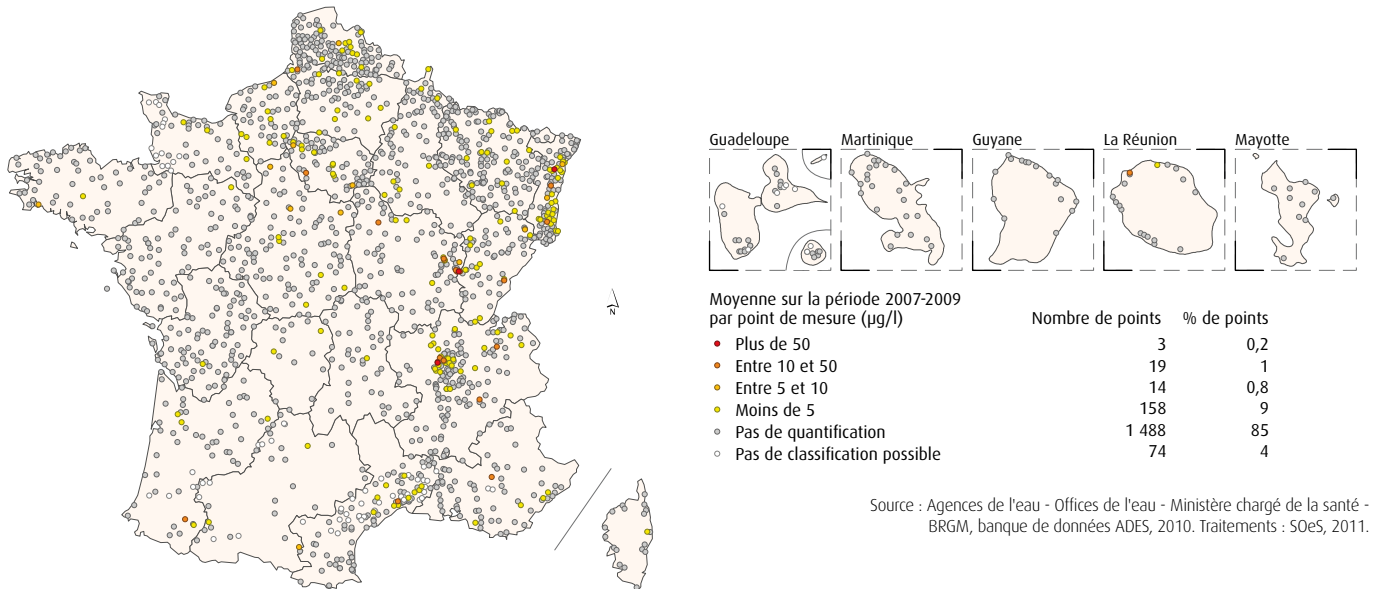 Guadeloupe Martinique Guyane La Réunion Mayotte
N
Moyenne sur la période 2007-2009
par point de mesure (µg/l) Nombre de points % de points
Plus de 50 3 0,2
Entre 10 et 50 19 1
Entre 5 et 10 14 0,8
Moins de 5 158 9
Pas de quantification 1 488 85
Pas de classification possible 74 4
Source : Agences de l'eau - Offices de l'eau - Ministère chargé de la santé -
BRGM, banque de données ADES, 2010. Traitements : SOeS, 2011.